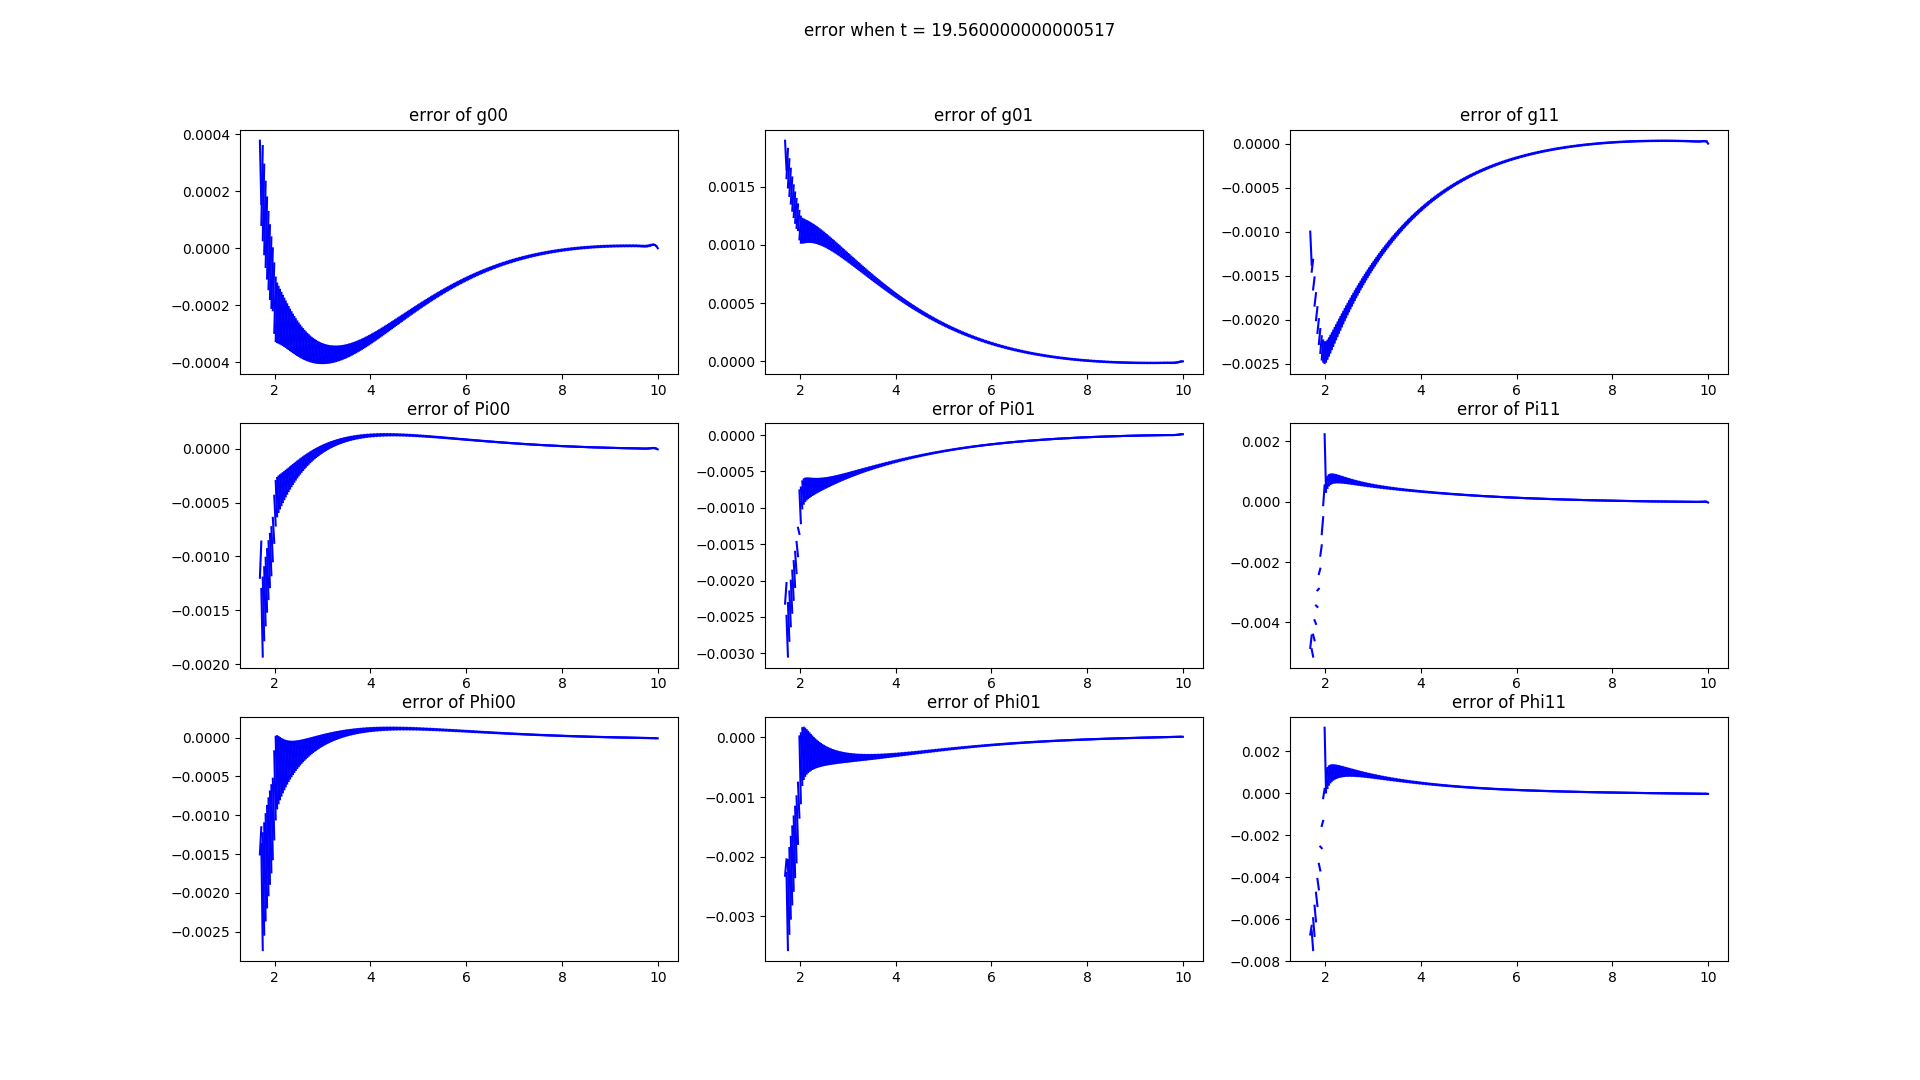 error when t = 19.560000000000517
error of g00
error of g01
error of g11
0.0004
0.0002
0.0000
−0.0002
−0.0004
2 4 6 8 10
0.0015
0.0010
0.0005
0.0000
2 4 6 8 10
0.0000
−0.0005
−0.0010
−0.0015
−0.0020
−0.0025
2 4 6 8 10
error of Pi00
error of Pi01
error of Pi11
0.0000
−0.0005
−0.0010
−0.0015
−0.0020
2 4 6 8 10
0.0000
−0.0005
−0.0010
−0.0015
−0.0020
−0.0025
−0.0030
2 4 6 8 10
0.002
0.000
−0.002
−0.004
2 4 6 8 10
error of Phi00
error of Phi01
error of Phi11
0.0000
−0.0005
−0.0010
−0.0015
−0.0020
−0.0025
2 4 6 8 10
0.000
−0.001
−0.002
−0.003
2 4 6 8 10
0.002
0.000
−0.002
−0.004
−0.006
−0.008
2 4 6 8 10